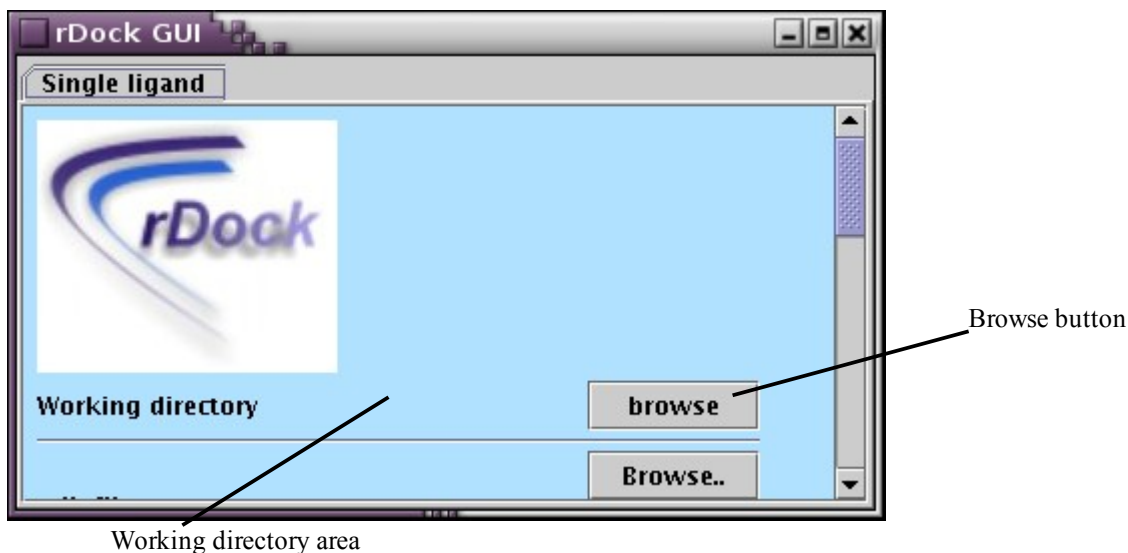 rDock GUI
Single ligand
rDock
Browse button
Working directory
browse
Browse..
Working directory area